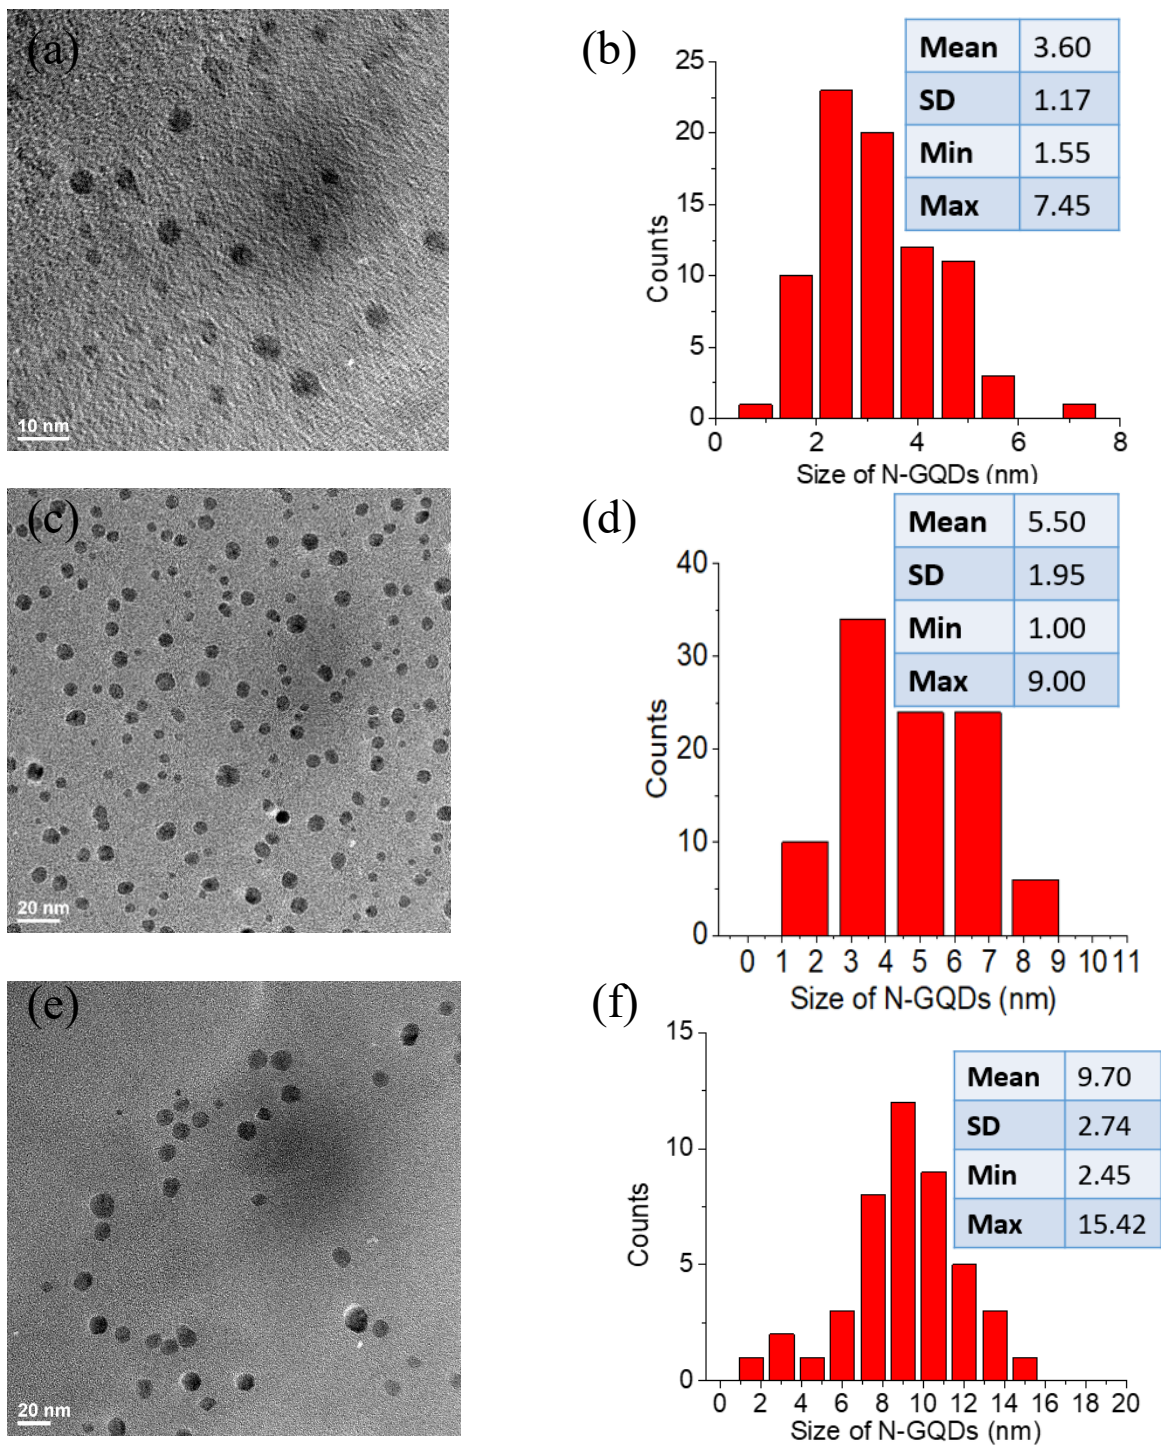 (a)
10 nm
(b)
Mean 3.60
SD 1.17
Min 1.55
Max 7.45
25
20
15
10
5
0
Counts
0 2 4 6 8
Size of N-GQDs (nm)
(c)
20 nm
(d)
Mean 5.50
SD 1.95
Min 1.00
Max 9.00
40
30
20
10
0
Counts
0 1 2 3 4 5 6 7 8 9 10 11
Size of N-GQDs (nm)
(e)
20 nm
(f)
Mean 9.70
SD 2.74
Min 2.45
Max 15.42
15
10
5
0
Counts
0 2 4 6 8 10 12 14 16 18 20
Size of N-GQDs (nm)